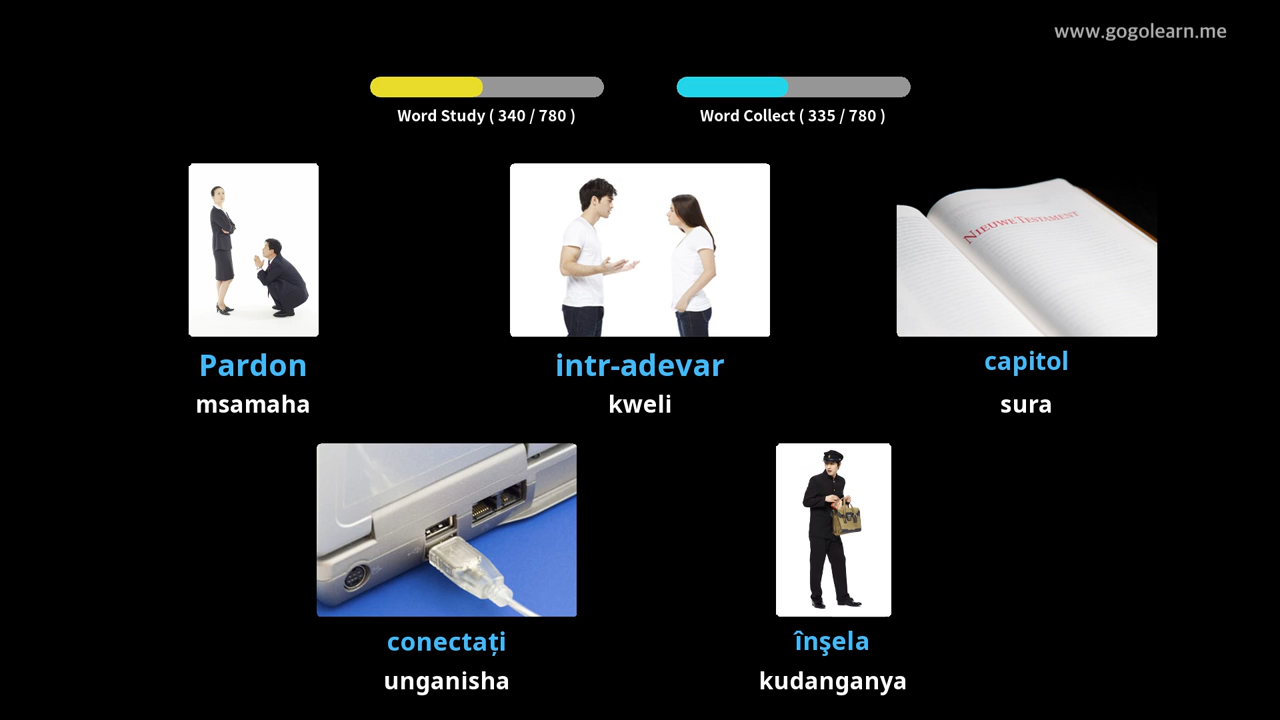 www.gogolearn.me
Word Study ( 340 / 780 )
Word Collect ( 335 / 780 )
NIEUWE TESTAMENT
Pardon
msamaha
intr-adevar
kweli
capitol
sura
conectați
unganisha
înşela
kudanganya